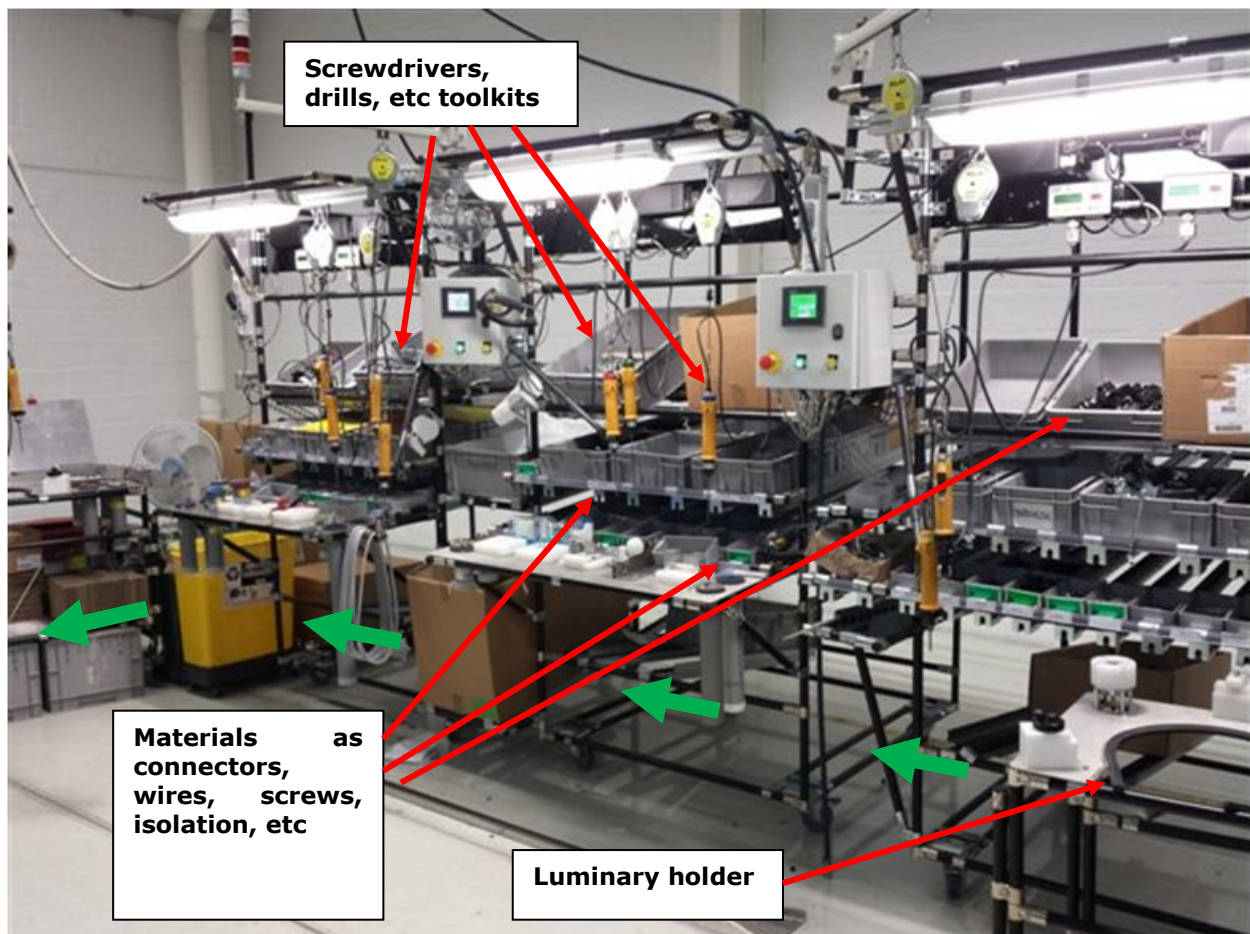 Screwdrivers,
drills, etc toolkits
Materials as
connectors,
wires, screws,
isolation, etc
Luminary holder